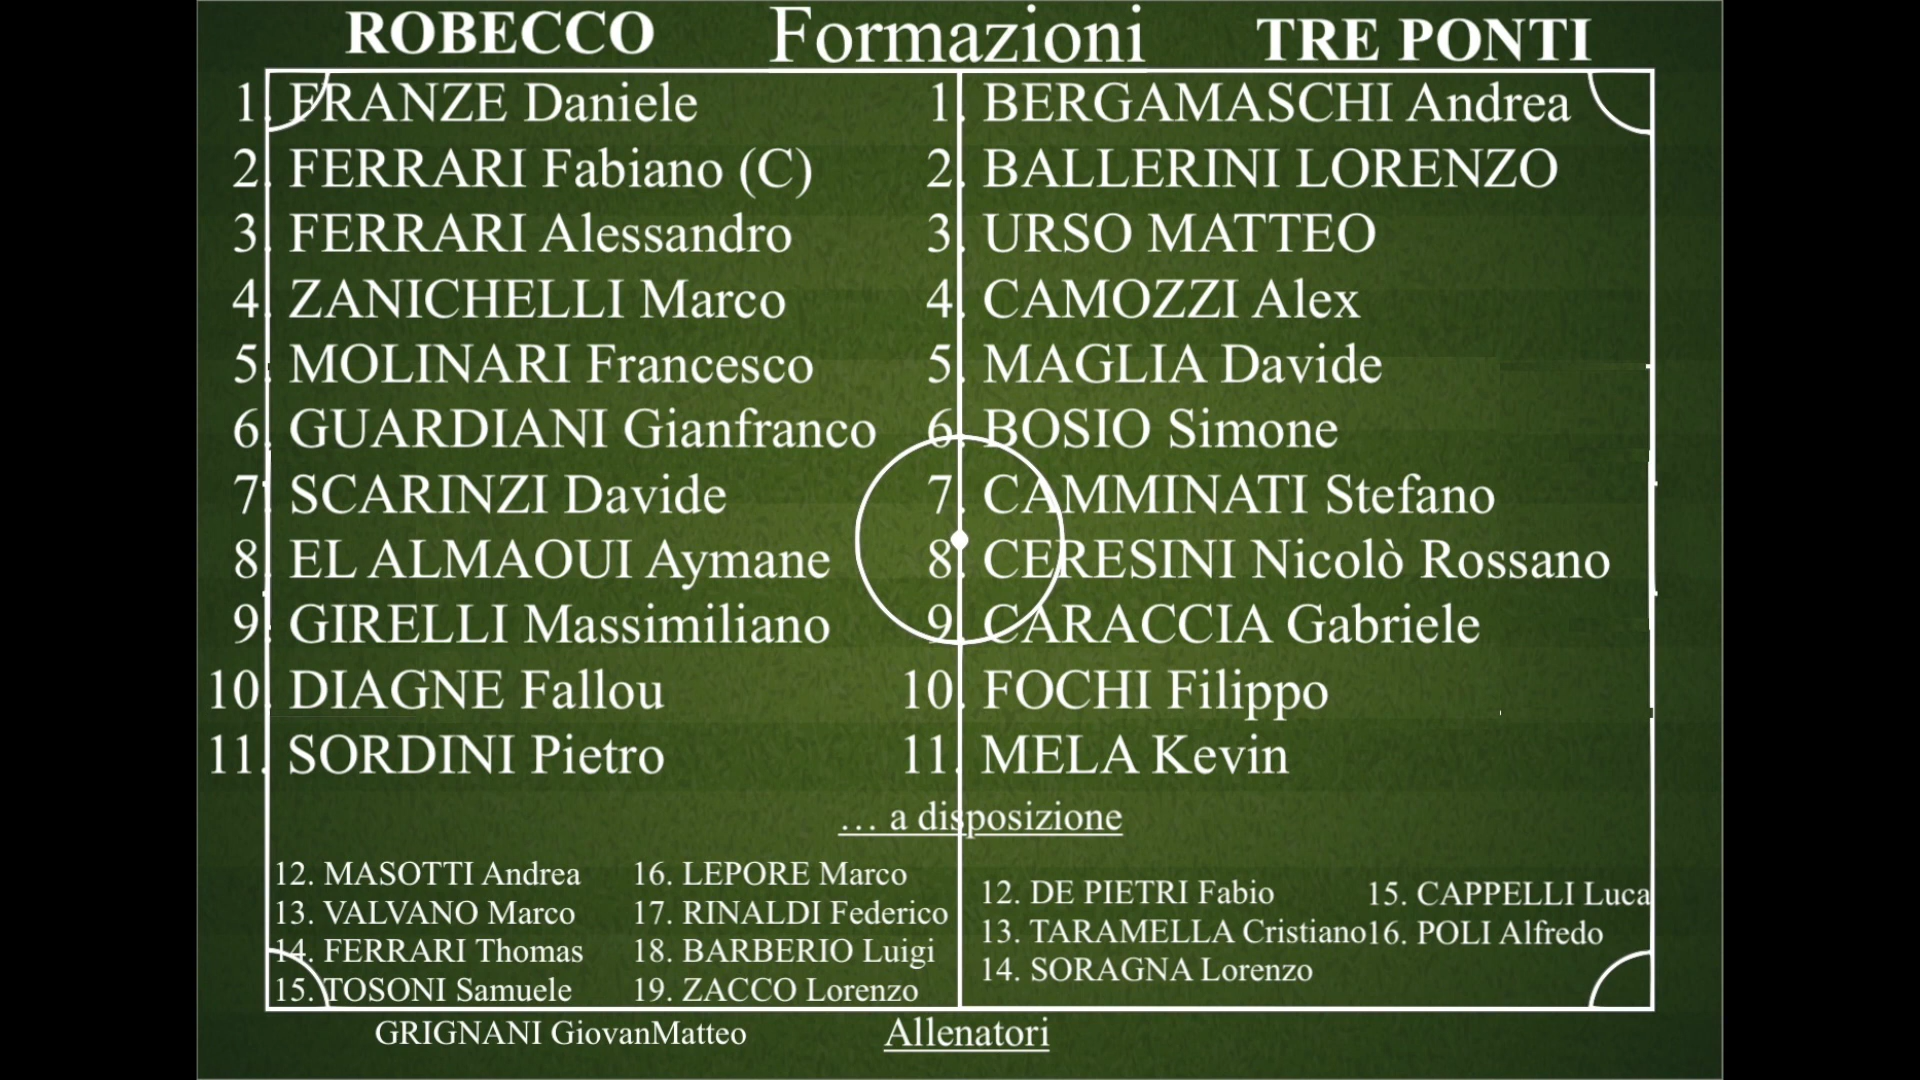 ROBECCO Formazioni TRE PONTI
1. FRANZE Daniele
2. FERRARI Fabiano (C)
3. FERRARI Alessandro
4. ZANICHELLI Marco
5. MOLINARI Francesco
6. GUARDIANI Gianfranco
7. SCARINZI Davide
8. EL ALMAOUI Aymane
9. GIRELLI Massimiliano
10. DIAGNE Fallou
11. SORDINI Pietro
1. BERGAMASCHI Andrea
2. BALLERINI LORENZO
3. URSO MATTEO
4. CAMOZZI Alex
5. MAGLIA Davide
6. BOSIO Simone
7. CAMMINATI Stefano
8. CERESINI Nicolò Rossano
9. CARACCIA Gabriele
10. FOCHI Filippo
11. MELA Kevin
… a disposizione
12. MASOTTI Andrea
13. VALVANO Marco
14. FERRARI Thomas
15. TOSONI Samuele
16. LEPORE Marco
17. RINALDI Federico
18. BARBERIO Luigi
19. ZACCO Lorenzo
12. DE PIETRI Fabio
13. TARAMELLA Cristiano
14. SORAGNA Lorenzo
15. CAPPELLI Luca
16. POLI Alfredo
GRIGNANI GiovanMatteo Allenatori